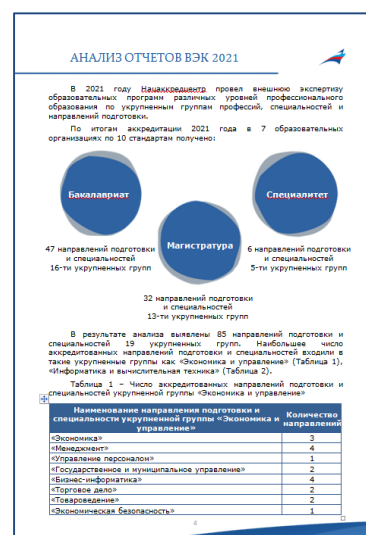 АНАЛИЗ ОТЧЕТОВ ВЭК 2021
В 2021 году Нацаккредцентр провел внешнюю экспертизу
образовательных программ различных уровней профессионального
образования по укрупненным группам профессий, специальностей и
направлений подготовки.
По итогам аккредитации 2021 года в 7 образовательных
организациях по 10 стандартам получено:
Бакалавриат
Специалитет
Магистратура
47 направлений подготовки
и специальностей
16-ти укрупненных групп
6 направлений подготовки
и специальностей
5-ти укрупненных групп
32 направлений подготовки
и специальностей
13-ти укрупненных групп
В результате анализа выявлены 85 направлений подготовки и
специальностей 19 укрупненных групп. Наибольшее число
аккредитованных направлений подготовки и специальностей входили в
такие укрупненные группы как «Экономика и управление» (Таблица 1),
«Информатика и вычислительная техника» (Таблица 2).
Таблица 1 – Число аккредитованных направлений подготовки и
специальностей укрупненной группы «Экономика и управление»
Наименование направления подготовки и специальности укрупненной группы «Экономика и управление» Количество направлений
«Экономика» 3
«Менеджмент» 4
«Управление персоналом» 1
«Государственное и муниципальное управление» 2
«Бизнес-информатика» 4
«Торговое дело» 2
«Товароведение» 2
«Экономическая безопасность» 1
4